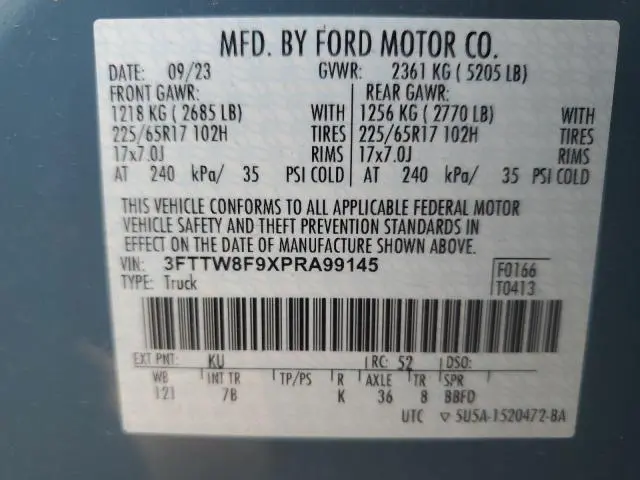 MFD. BY FORD MOTOR CO.
DATE: 09/23 GVWR: 2361 KG ( 5205 LB)
FRONT GAWR: REAR GAWR:
1218 KG ( 2685 LB) WITH 1256 KG ( 2770 LB) WITH
225/65R17 102H TIRES 225/65R17 102H TIRES
17x7.0J RIMS 17x7.0J RIMS
AT 240 kPa/ 35 PSI COLD AT 240 kPa/ 35 PSI COLD
THIS VEHICLE CONFORMS TO ALL APPLICABLE FEDERAL MOTOR
VEHICLE SAFETY AND THEFT PREVENTION STANDARDS IN
EFFECT ON THE DATE OF MANUFACTURE SHOWN ABOVE.
VIN: 3FTTW8F9XPRA99145 F0166
TYPE: Truck T0413
EXT PNT: KU RC: 52 DSO:
WB INT TR TP/PS R AXLE TR SPR
121 7B K 36 8 BBFD
UTC ▽ 5U5A-1520472-BA